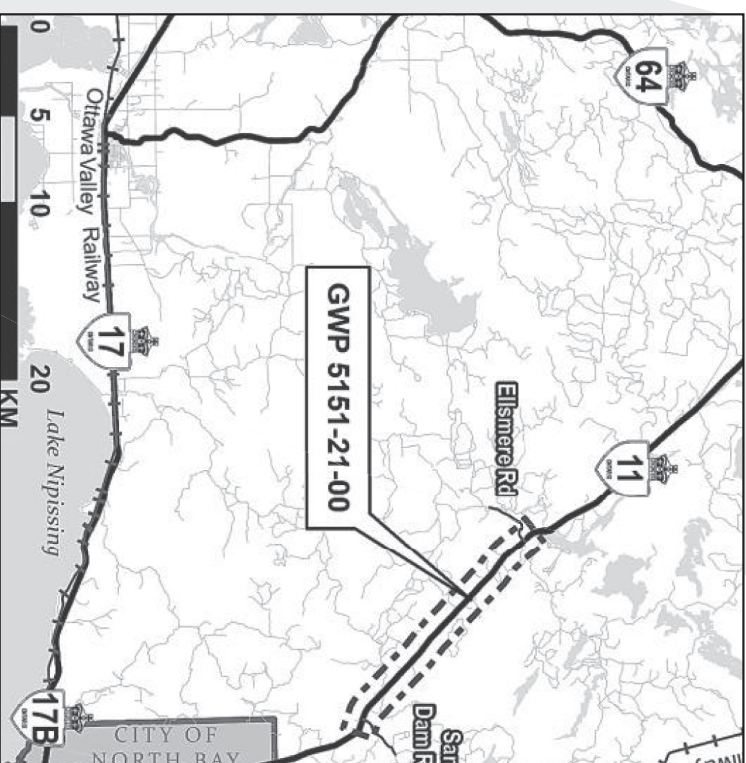 64
11
17
17B
Ottawa Valley Railway
Ellsmere Rd
GWP 5151-21-00
Lake Nipissing
CITY OF
NORTH BAY
Dam
0 5 10 20
KM